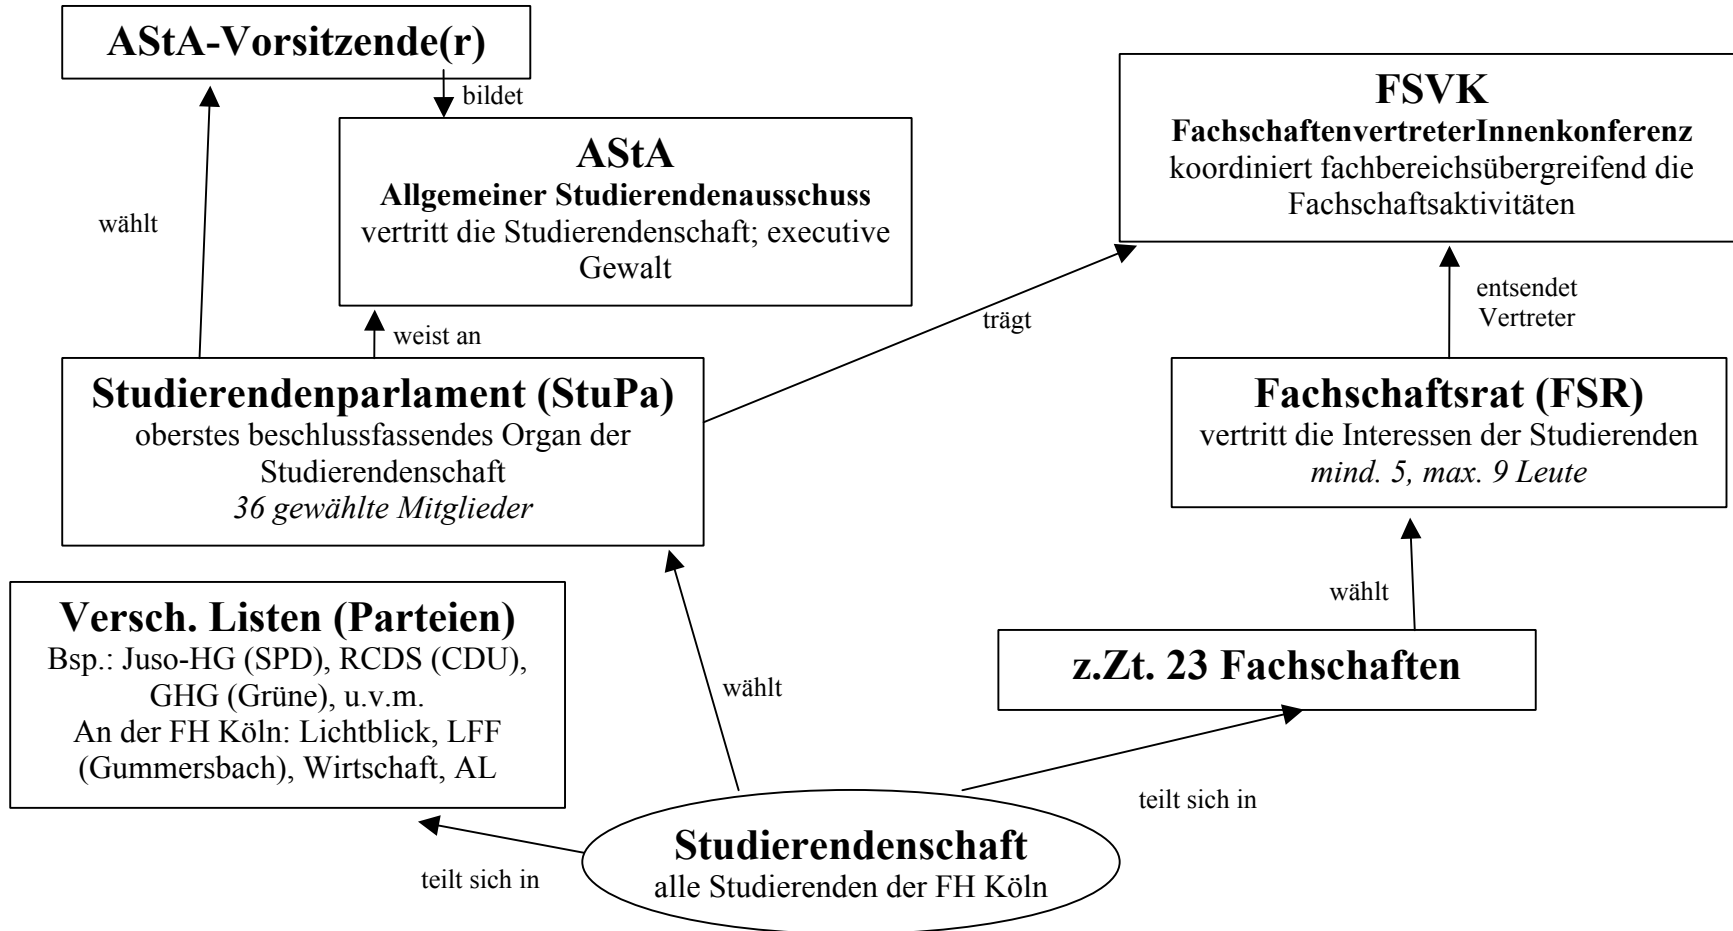 AStA-Vorsitzende(r)
bildet
wählt
AStA
Allgemeiner Studierendenausschuss
vertritt die Studierendenschaft; executive
Gewalt
FSVK
FachschaftenvertreterInnenkonferenz
koordiniert fachbereichsübergreifend die
Fachschaftsaktivitäten
weist an
trägt
entsendet
Vertreter
Studierendenparlament (StuPa)
oberstes beschlussfassendes Organ der
Studierendenschaft
36 gewählte Mitglieder
Fachschaftsrat (FSR)
vertritt die Interessen der Studierenden
mind. 5, max. 9 Leute
Versch. Listen (Parteien)
Bsp.: Juso-HG (SPD), RCDS (CDU),
GHG (Grüne), u.v.m.
An der FH Köln: Lichtblick, LFF
(Gummersbach), Wirtschaft, AL
wählt
wählt
z.Zt. 23 Fachschaften
teilt sich in
teilt sich in
Studierendenschaft
alle Studierenden der FH Köln